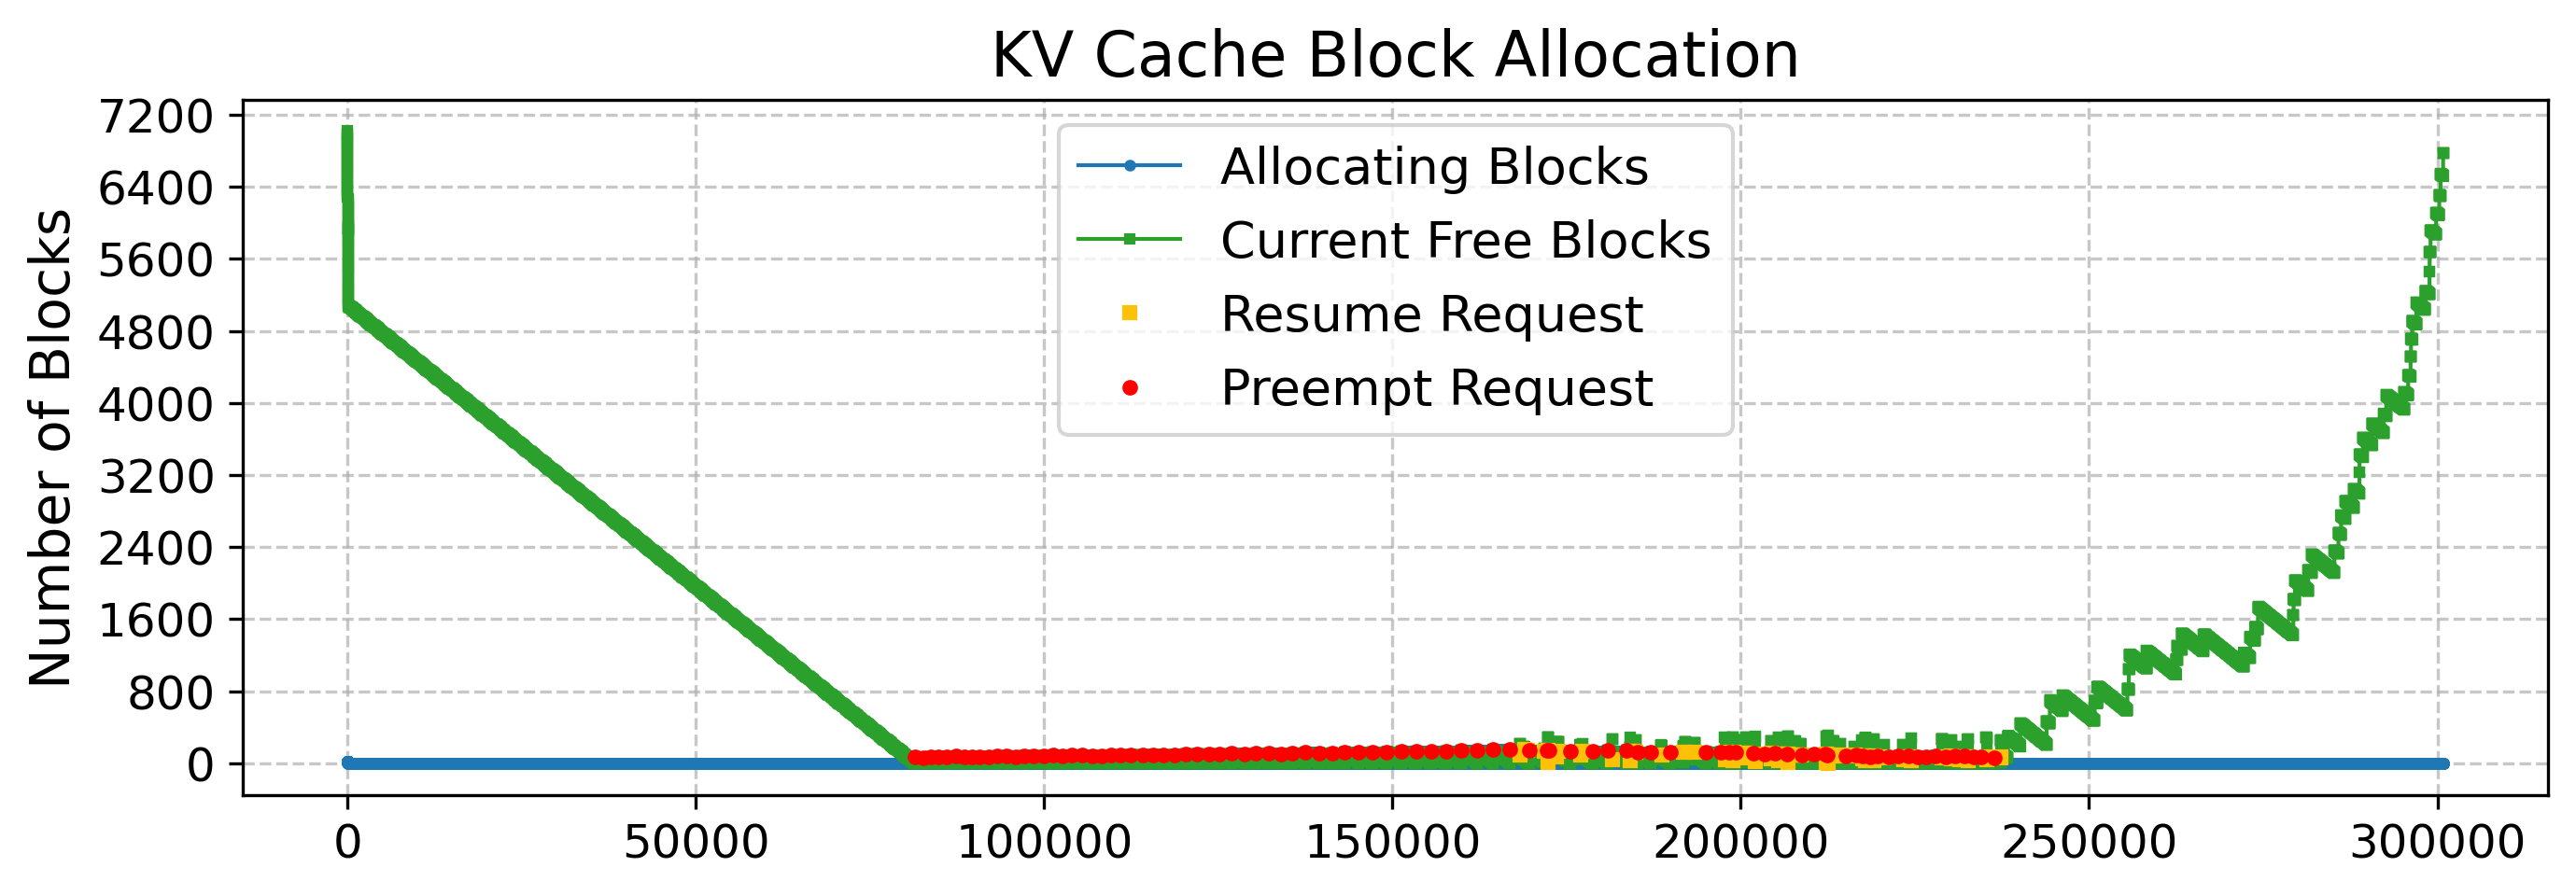 KV Cache Block Allocation
Number of Blocks
7200
6400
5600
4800
4000
3200
2400
1600
800
0
Allocating Blocks
Current Free Blocks
Resume Request
Preempt Request
0 50000 100000 150000 200000 250000 300000